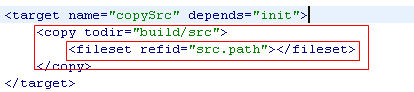 <target name="copySrc" depends="init">
<copy todir="build/src">
<fileset refid="src.path"></fileset>
</copy>
</target>